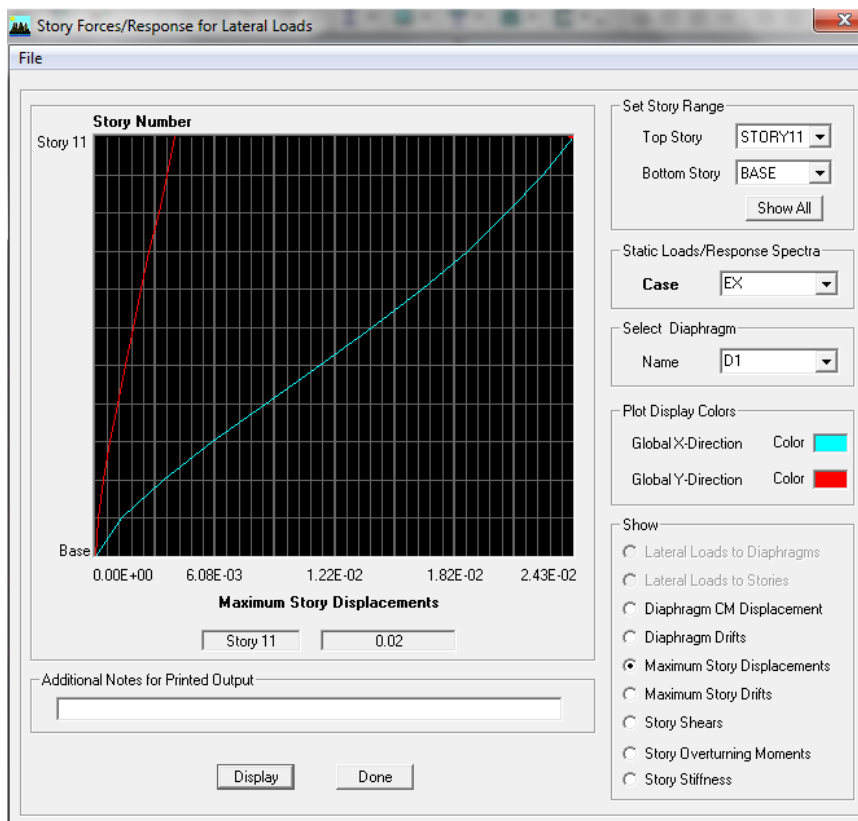 Story Forces/Response for Lateral Loads
File
Story Number
Story 11
Base
0.00E+00 6.08E-03 1.22E-02 1.82E-02 2.43E-02
Maximum Story Displacements
Story 11 0.02
Additional Notes for Printed Output
Display Done
Set Story Range
Top Story STORY11
Bottom Story BASE
Show All
Static Loads/Response Spectra
Case EX
Select Diaphragm
Name D1
Plot Display Colors
Global X-Direction Color
Global Y-Direction Color
Show
Lateral Loads to Diaphragms
Lateral Loads to Stories
Diaphragm CM Displacement
Diaphragm Drifts
Maximum Story Displacements
Maximum Story Drifts
Story Shears
Story Overturning Moments
Story Stiffness